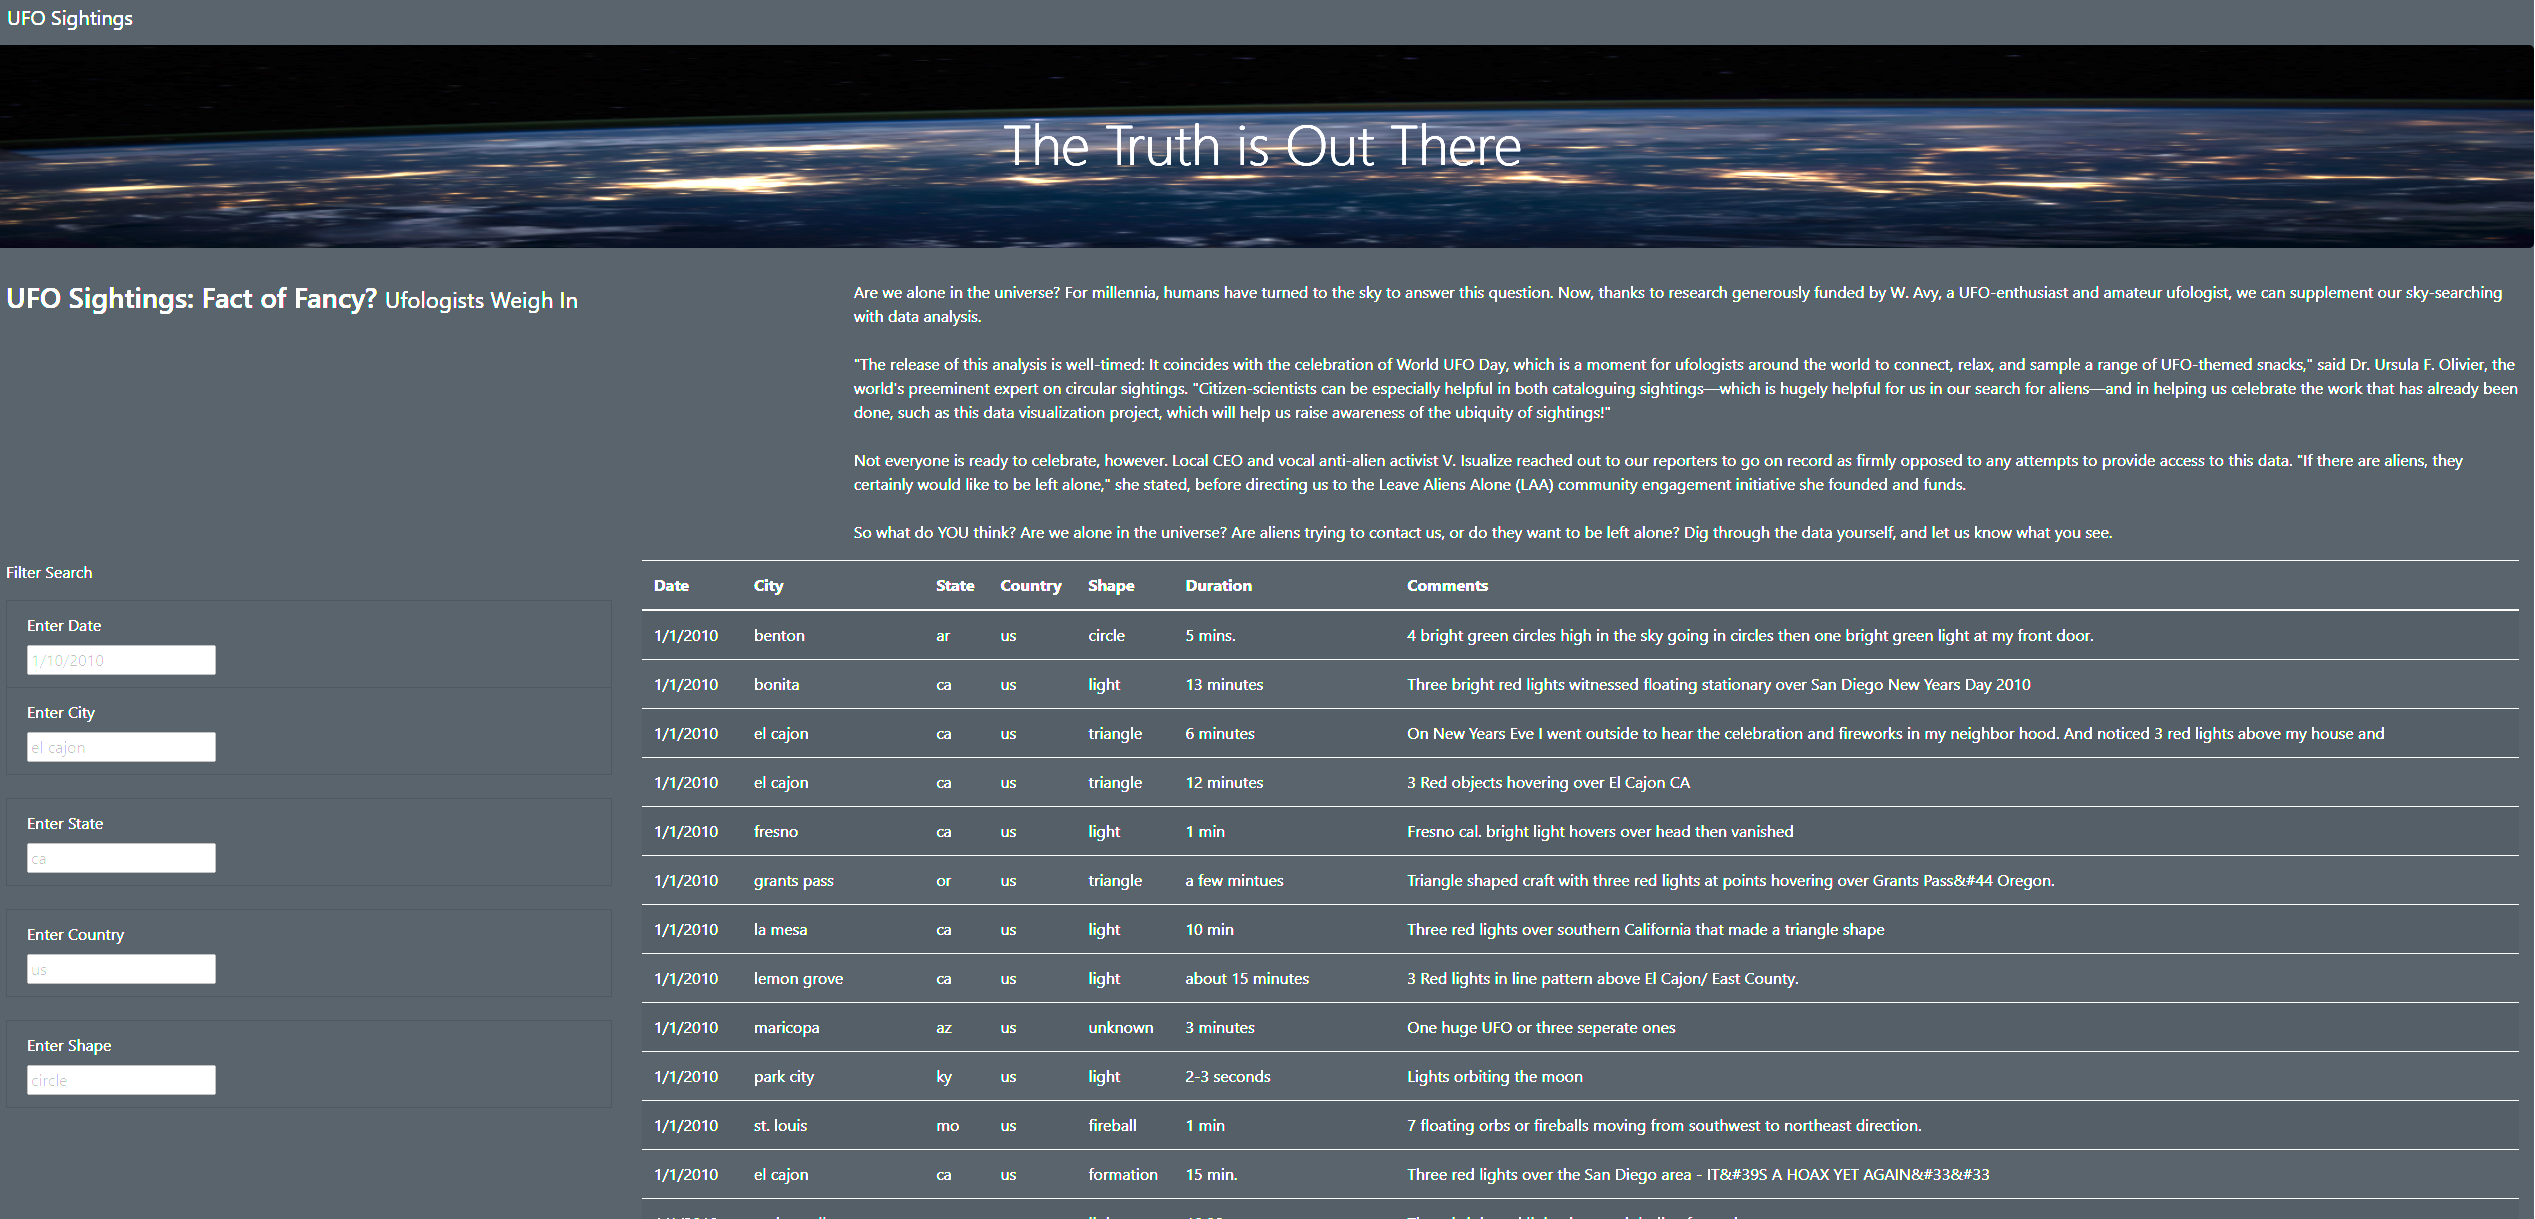 UFO Sightings
The Truth is Out There
UFO Sightings: Fact of Fancy? Ufologists Weigh In
Are we alone in the universe? For millennia, humans have turned to the sky to answer this question. Now, thanks to research generously funded by W. Avy, a UFO-enthusiast and amateur ufologist, we can supplement our sky-searching
with data analysis.
"The release of this analysis is well-timed: It coincides with the celebration of World UFO Day, which is a moment for ufologists around the world to connect, relax, and sample a range of UFO-themed snacks," said Dr. Ursula F. Olivier, the
world's preeminent expert on circular sightings. "Citizen-scientists can be especially helpful in both cataloguing sightings—which is hugely helpful for us in our search for aliens—and in helping us celebrate the work that has already been
done, such as this data visualization project, which will help us raise awareness of the ubiquity of sightings!"
Not everyone is ready to celebrate, however. Local CEO and vocal anti-alien activist V. Isualize reached out to our reporters to go on record as firmly opposed to any attempts to provide access to this data. "If there are aliens, they
certainly would like to be left alone," she stated, before directing us to the Leave Aliens Alone (LAA) community engagement initiative she founded and funds.
So what do YOU think? Are we alone in the universe? Are aliens trying to contact us, or do they want to be left alone? Dig through the data yourself, and let us know what you see.
Filter Search
Enter Date
1/10/2010
Enter City
el cajon
Enter State
ca
Enter Country
us
Enter Shape
circle
Date City State Country Shape Duration Comments
1/1/2010 benton ar us circle 5 mins. 4 bright green circles high in the sky going in circles then one bright green light at my front door.
1/1/2010 bonita ca us light 13 minutes Three bright red lights witnessed floating stationary over San Diego New Years Day 2010
1/1/2010 el cajon ca us triangle 6 minutes On New Years Eve I went outside to hear the celebration and fireworks in my neighbor hood. And noticed 3 red lights above my house and
1/1/2010 el cajon ca us triangle 12 minutes 3 Red objects hovering over El Cajon CA
1/1/2010 fresno ca us light 1 min Fresno cal. bright light hovers over head then vanished
1/1/2010 grants pass or us triangle a few mintues Triangle shaped craft with three red lights at points hovering over Grants Pass&#44 Oregon.
1/1/2010 la mesa ca us light 10 min Three red lights over southern California that made a triangle shape
1/1/2010 lemon grove ca us light about 15 minutes 3 Red lights in line pattern above El Cajon/ East County.
1/1/2010 maricopa az us unknown 3 minutes One huge UFO or three seperate ones
1/1/2010 park city ky us light 2-3 seconds Lights orbiting the moon
1/1/2010 st. louis mo us fireball 1 min 7 floating orbs or fireballs moving from southwest to northeast direction.
1/1/2010 el cajon ca us formation 15 min. Three red lights over the San Diego area - IT&#39S A HOAX YET AGAIN&#33&#33